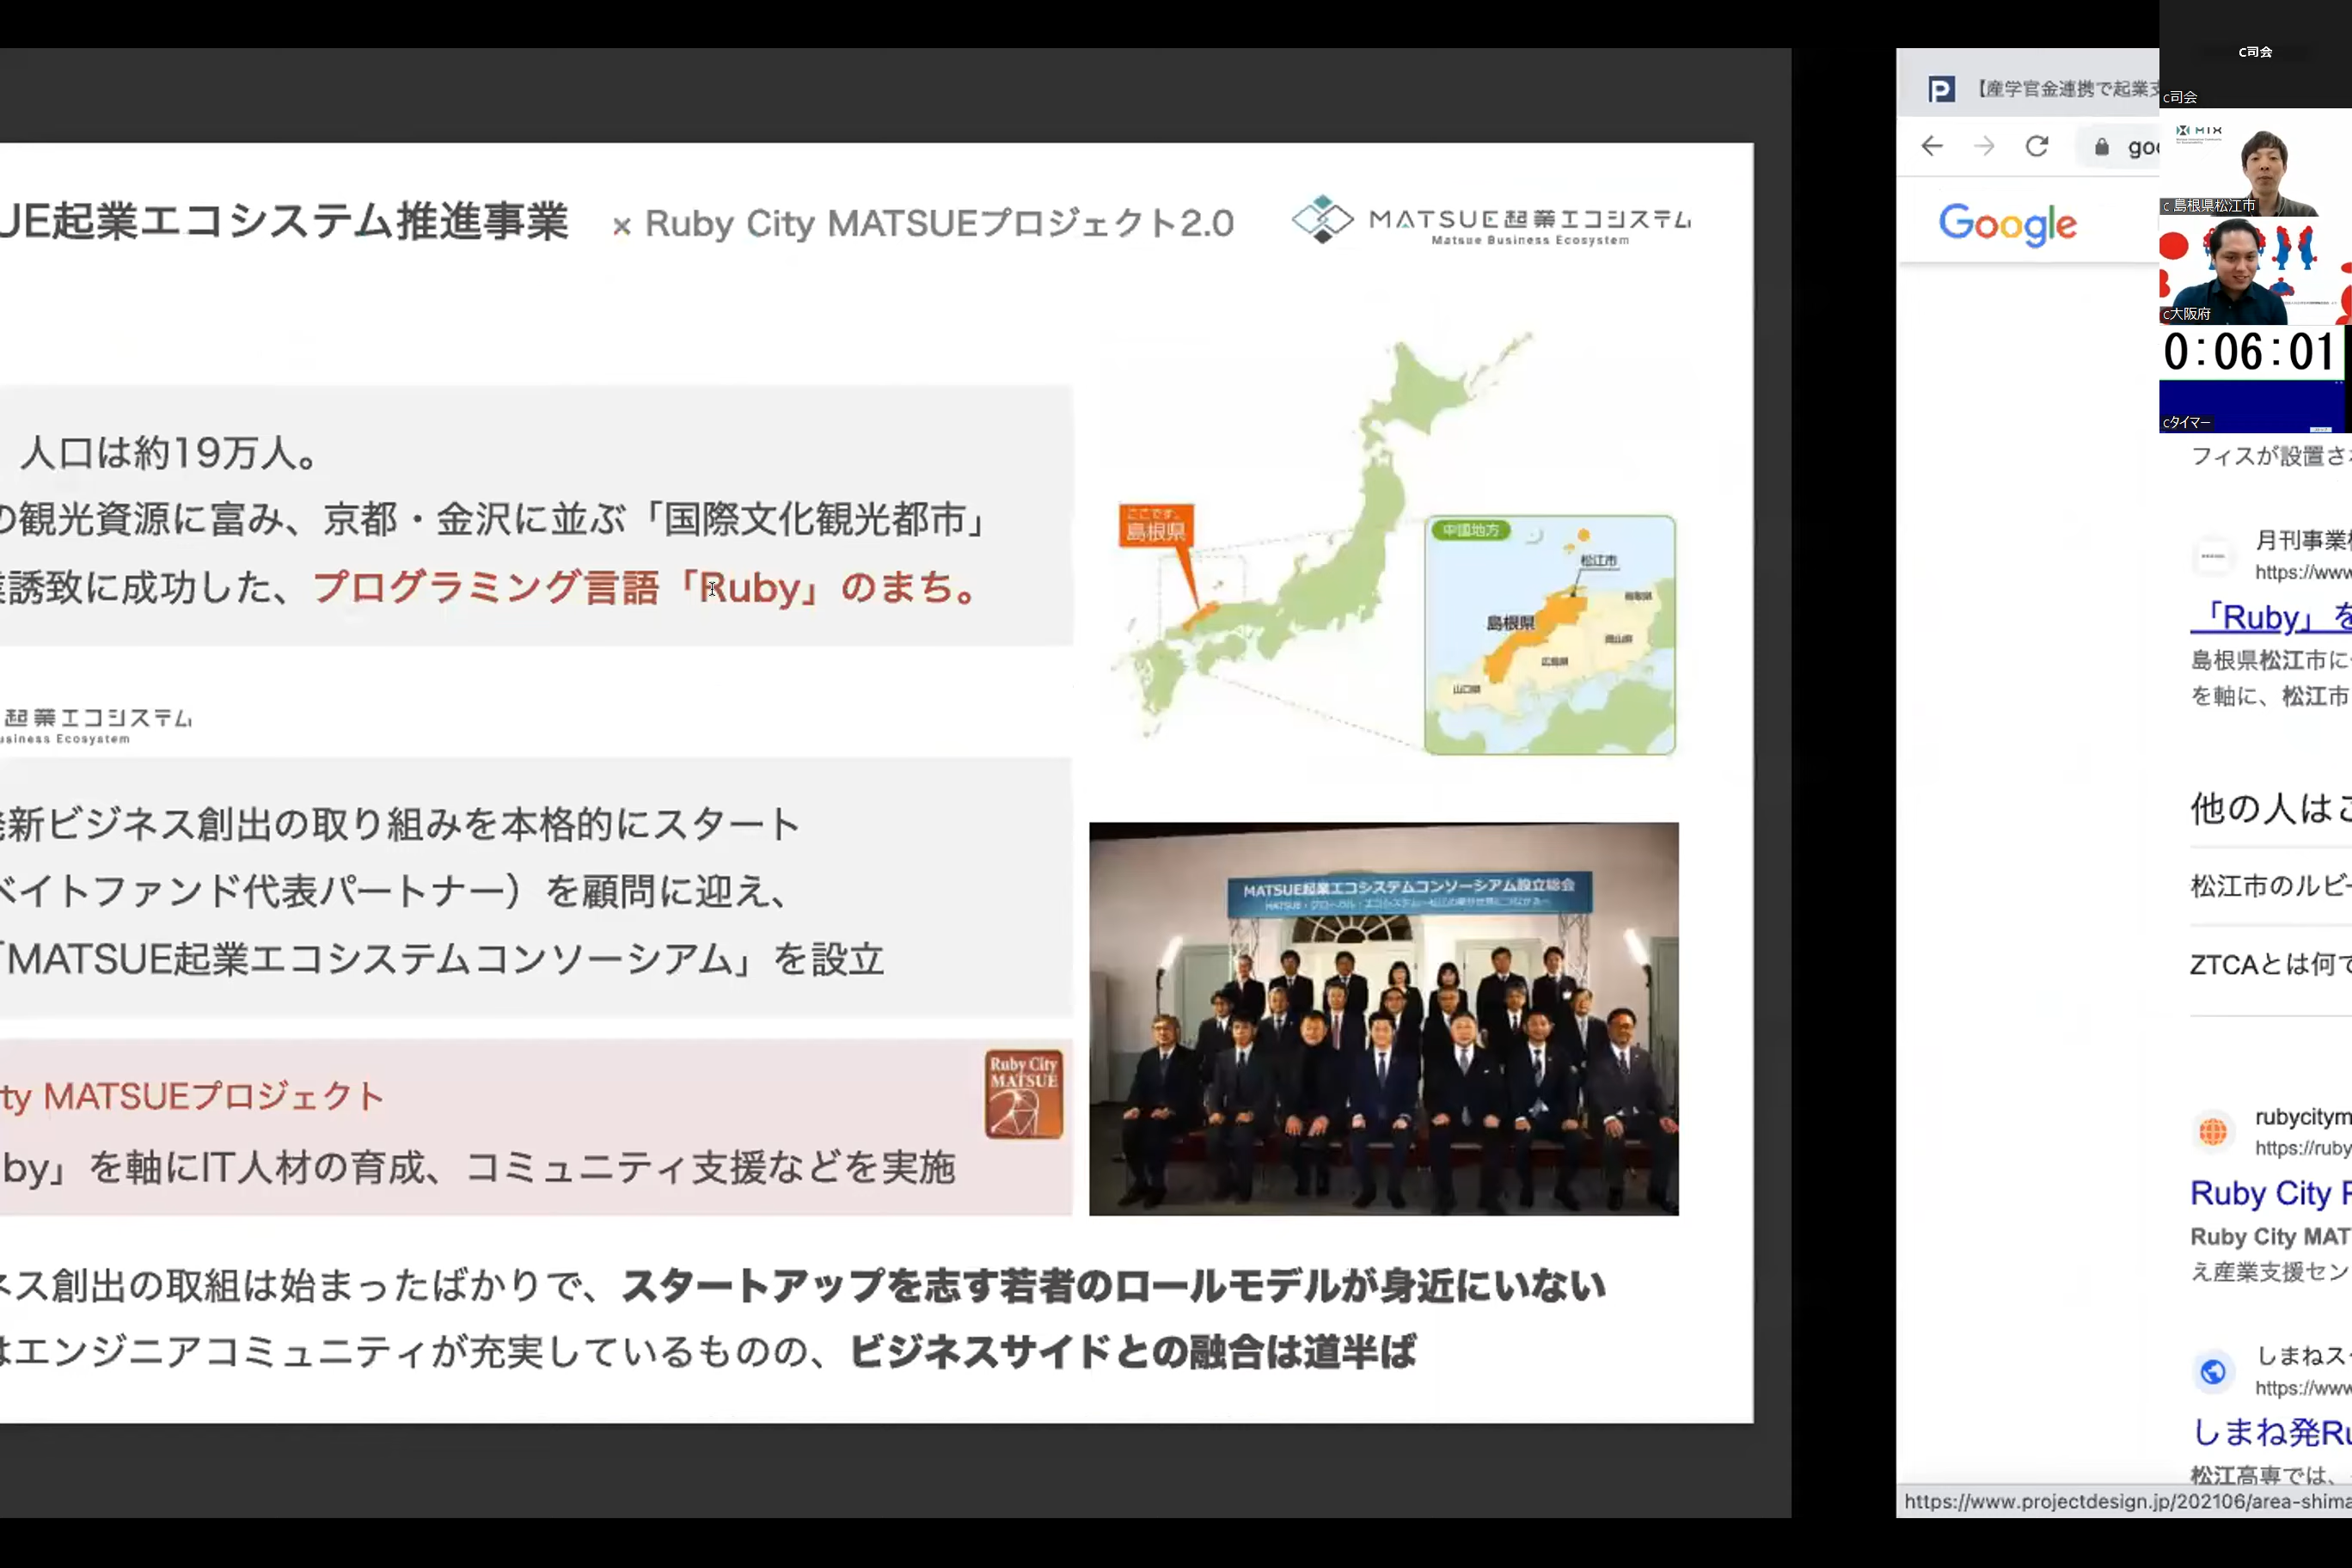 UE起業エコシステム推進事業 × Ruby City MATSUEプロジェクト2.0
MATSUE起業エコシステム
Matsue Business Ecosystem
人口は約19万人。
の観光資源に富み、京都・金沢に並ぶ「国際文化観光都市」
誘致に成功した、プログラミング言語「Ruby」のまち。
ここです。
島根県
中国地方
松江市
鳥取県
島根県
岡山県
広島県
山口県
起業エコシステム
usiness Ecosystem
新ビジネス創出の取り組みを本格的にスタート
ベイトファンド代表パートナー）を顧問に迎え、
「MATSUE起業エコシステムコンソーシアム」を設立
MATSUE起業エコシステムコンソーシアム設立総会
ty MATSUEプロジェクト
by」を軸にIT人材の育成、コミュニティ支援などを実施
Ruby City
MATSUE
ネス創出の取組は始まったばかりで、スタートアップを志す若者のロールモデルが身近にいない
はエンジニアコミュニティが充実しているものの、ビジネスサイドとの融合は道半ば
【産学官金連携で起業支
goo
Google
c司会
c司会
MIX
c 島根県松江市
c大阪府
0:06:01
cタイマー
フィスが設置さ
月刊事業
https://www
「Ruby」を
島根県松江市に
を軸に、松江市
他の人はこ
松江市のルビー
ZTCAとは何で
rubycitym
https://ruby
Ruby City P
Ruby City MAT
え産業支援セン
しまねス
https://www
しまね発Ru
松江高専では、
https://www.projectdesign.jp/202106/area-shima